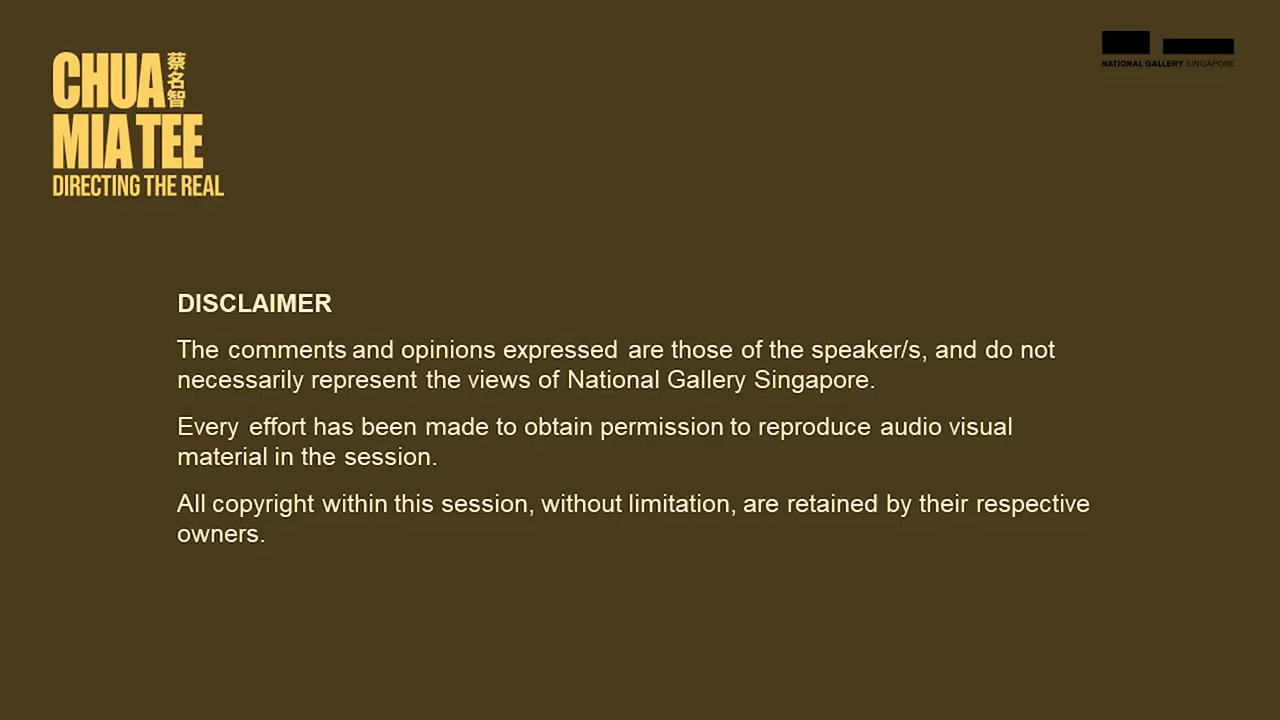 CHUA 蔡名智
MIA TEE
DIRECTING THE REAL
NATIONAL GALLERY SINGAPORE
DISCLAIMER
The comments and opinions expressed are those of the speaker/s, and do not
necessarily represent the views of National Gallery Singapore.
Every effort has been made to obtain permission to reproduce audio visual
material in the session.
All copyright within this session, without limitation, are retained by their respective
owners.